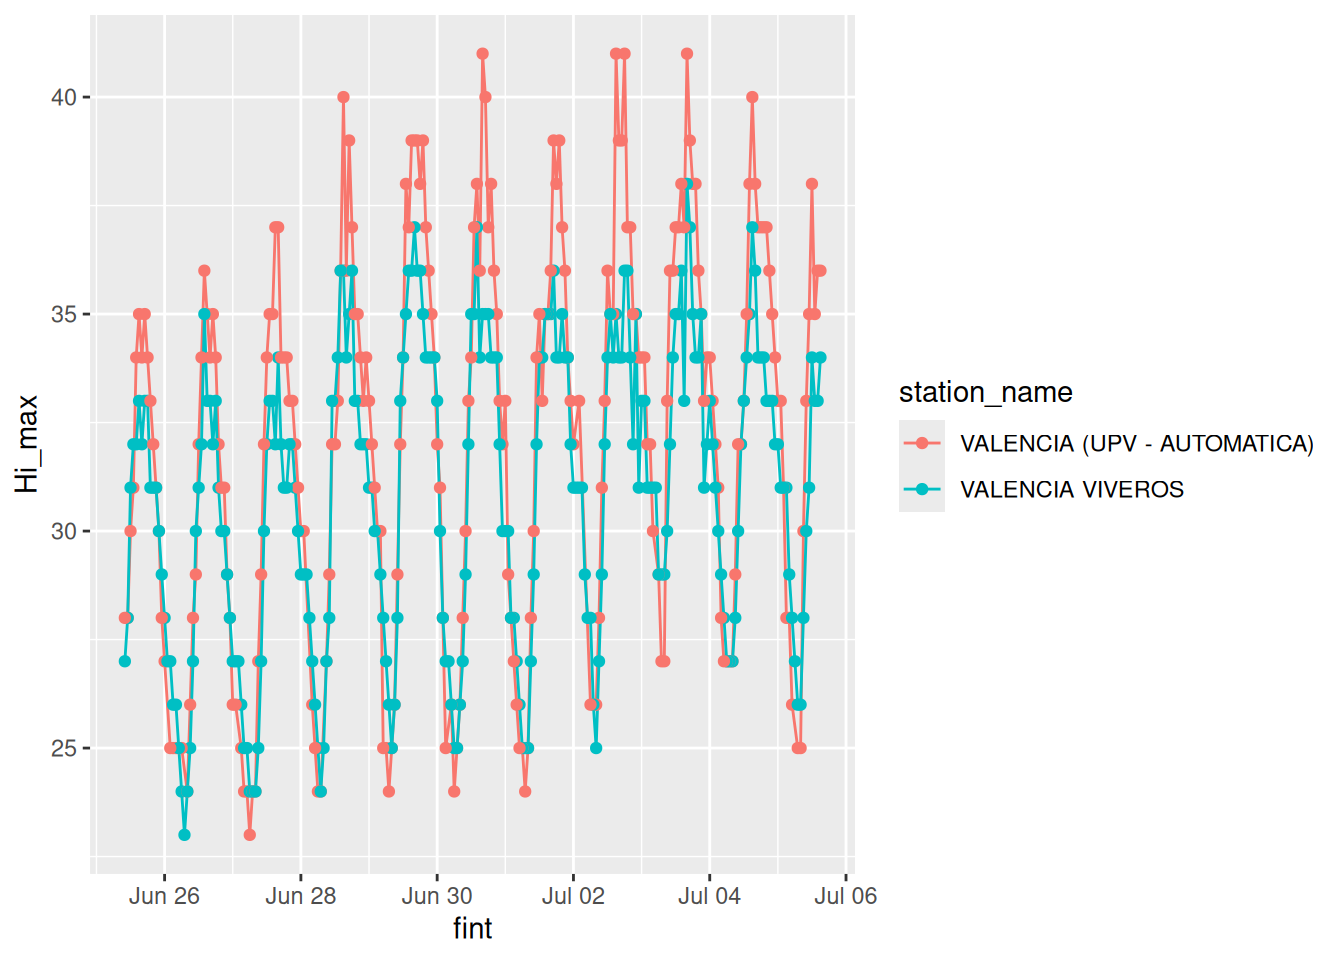 40
35
30
25
Hi_max
Jun 26
Jun 28
Jun 30
Jul 02
Jul 04
Jul 06
fint
station_name
VALENCIA (UPV - AUTOMATICA)
VALENCIA VIVEROS